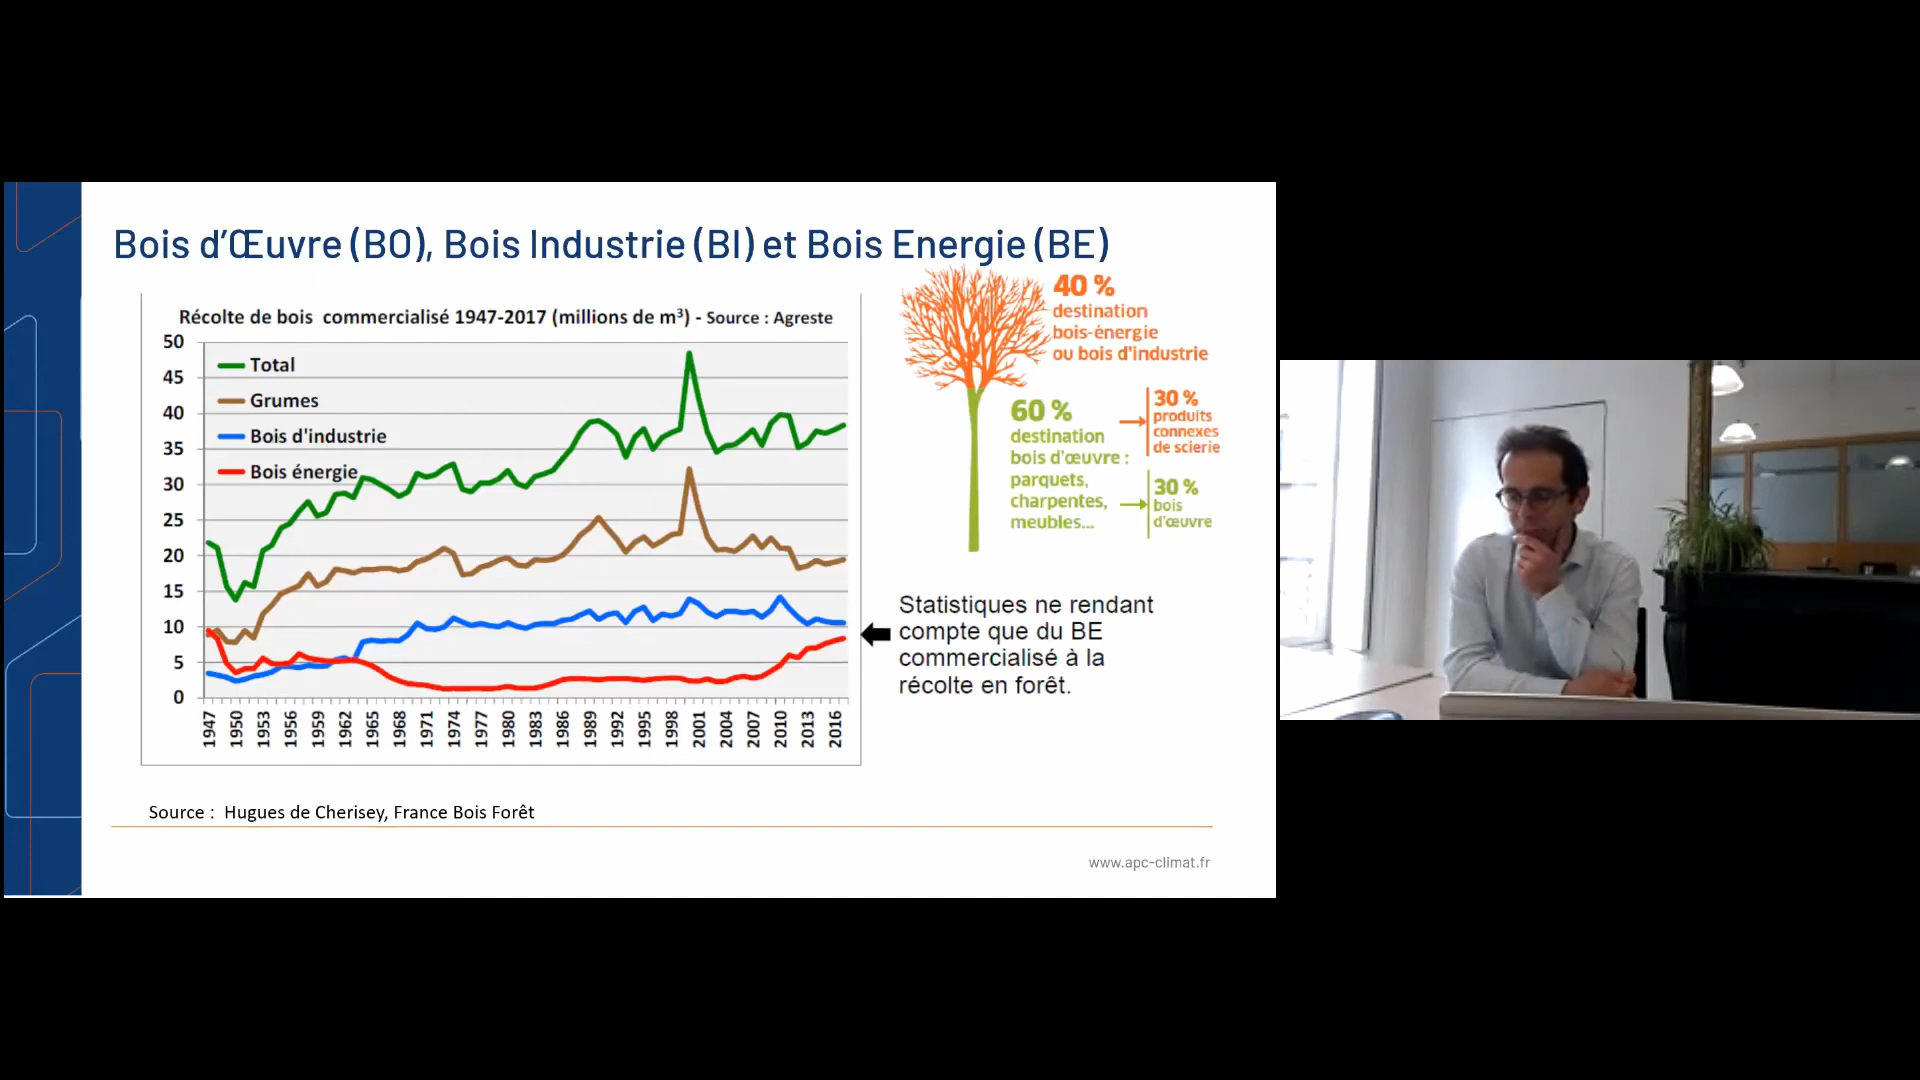 Bois d'Œuvre (BO), Bois Industrie (BI) et Bois Energie (BE)
Récolte de bois commercialisé 1947-2017 (millions de m³) - Source : Agreste
50
45
40
35
30
25
20
15
10
5
0
Total
Grumes
Bois d'industrie
Bois énergie
1947
1950
1953
1956
1959
1962
1965
1968
1971
1974
1977
1980
1983
1986
1989
1992
1995
1998
2001
2004
2007
2010
2013
2016
40 %
destination
bois-énergie
ou bois d'industrie
60 %
destination
bois d'œuvre :
parquets,
charpentes,
meubles...
30 %
produits
connexes
de scierie
30 %
bois
d'œuvre
Statistiques ne rendant
compte que du BE
commercialisé à la
récolte en forêt.
Source : Hugues de Cherisey, France Bois Forêt
www.apc-climat.fr